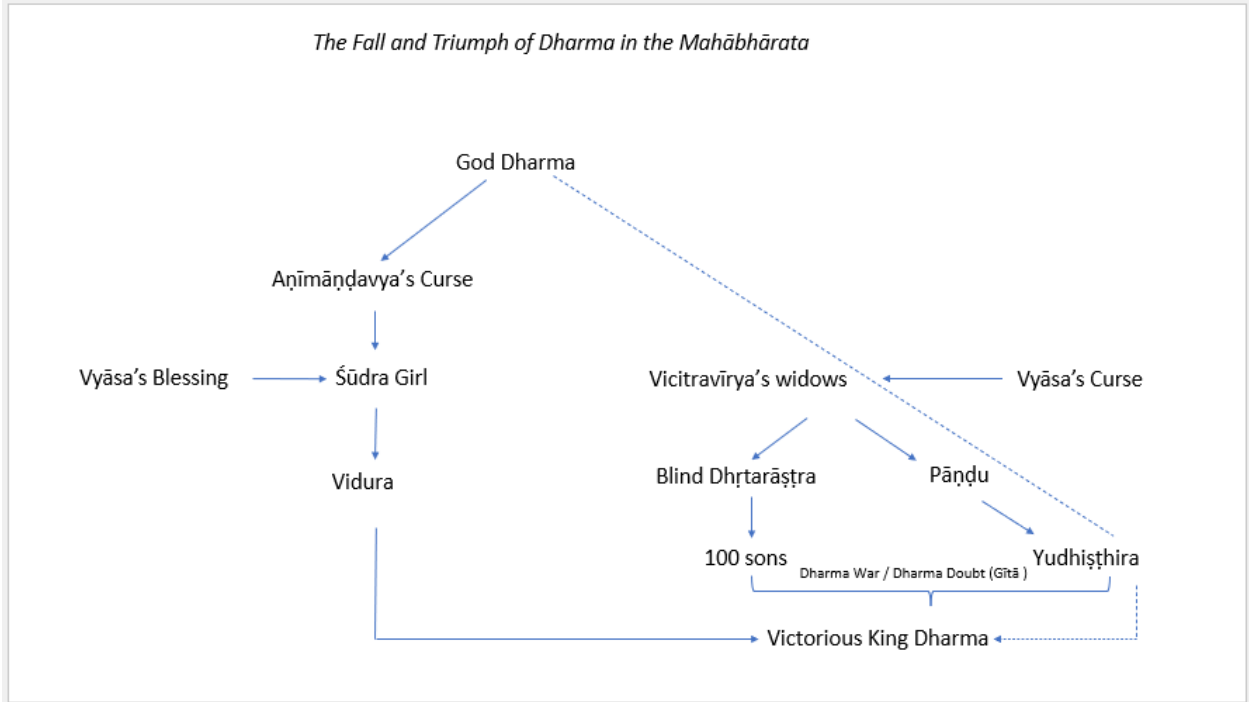 The Fall and Triumph of Dharma in the Mahābhārata
God Dharma
Aṇīmāṇḍavya’s Curse
Vyāsa’s Blessing
Śūdra Girl
Vicitravīrya’s widows
Vyāsa’s Curse
Vidura
Blind Dhṛtarāṣṭra
Pāṇḍu
100 sons
Yudhiṣṭhira
Dharma War / Dharma Doubt (Gītā )
Victorious King Dharma